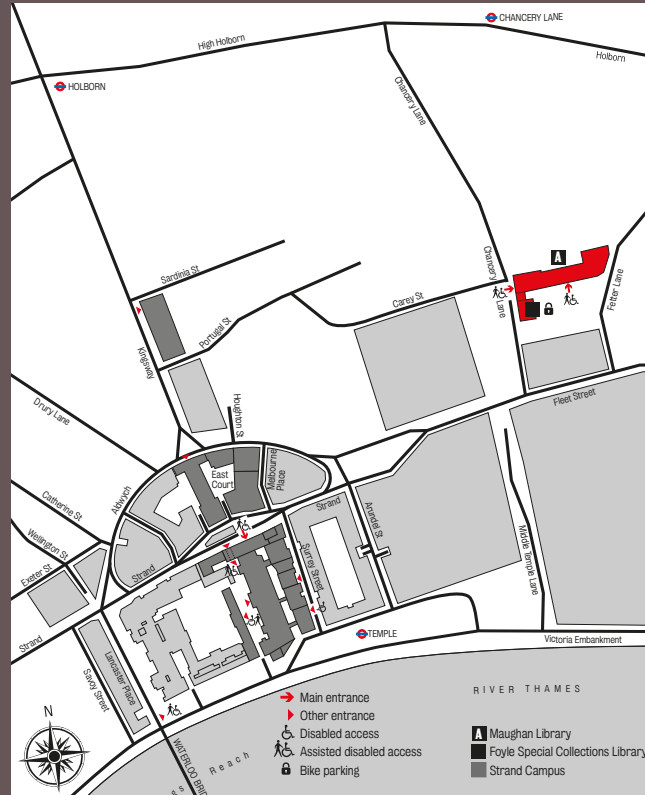 CHANCERY LANE
High Holborn
Holborn
HOLBORN
Chancery Lane
Sardinia St
Chancery
Lane
A
Fetter Lane
Carey St
Kingsway
Portugal St
Houghton St
Fleet Street
Drury Lane
East
Court
Melbourne
Place
Aldwych
Catherine St
Wellington St
Exeter St
Strand
Strand
Strand
Arundel St
Surrey Street
Middle Temple Lane
TEMPLE
Victoria Embankment
Lancaster Place
Savoy Street
WATERLOO
Reach
RIVER THAMES
N
Main entrance
Other entrance
Disabled access
Assisted disabled access
Bike parking
A Maughan Library
Foyle Special Collections Library
Strand Campus